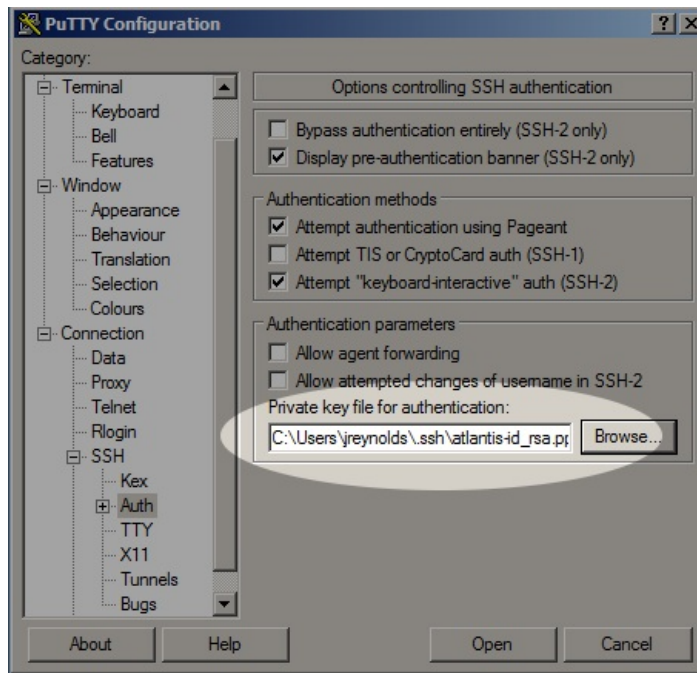 PuTTY Configuration
Category:
Terminal
Keyboard
Bell
Features
Window
Appearance
Behaviour
Translation
Selection
Colours
Connection
Data
Proxy
Telnet
Rlogin
SSH
Kex
Auth
TTY
X11
Tunnels
Bugs
Options controlling SSH authentication
Bypass authentication entirely (SSH-2 only)
Display pre-authentication banner (SSH-2 only)
Authentication methods
Attempt authentication using Pageant
Attempt TIS or CryptoCard auth (SSH-1)
Attempt "keyboard-interactive" auth (SSH-2)
Authentication parameters
Allow agent forwarding
Allow attempted changes of username in SSH-2
Private key file for authentication:
C:\Users\jreynolds\.ssh\atlantis-id_rsa.pp
Browse...
About
Help
Open
Cancel